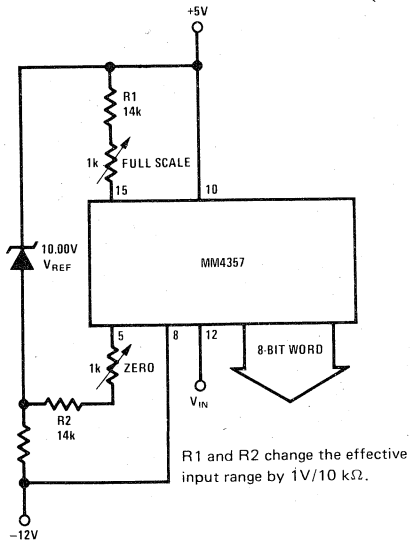 +5V
R1
14k
1k FULL SCALE
15
10
10.00V
VREF
MM4357
5
8
12
8-BIT WORD
1k ZERO
VIN
R2
14k
R1 and R2 change the effective
input range by 1V/10 kΩ.
−12V